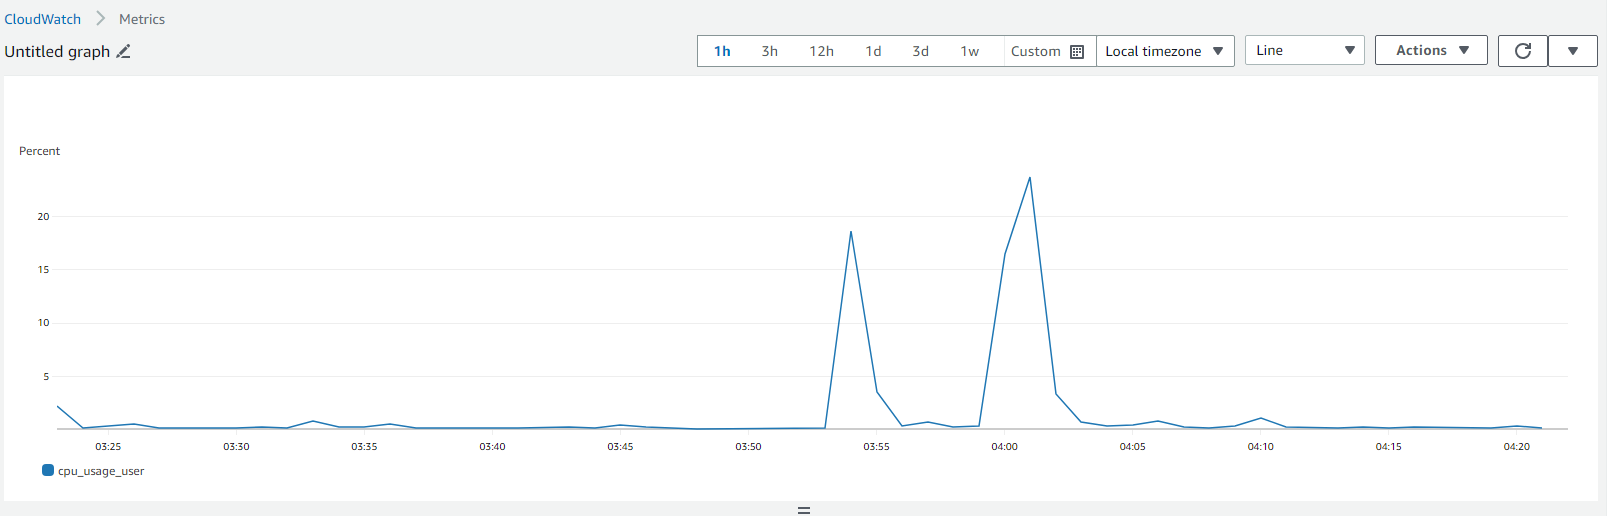 CloudWatch Metrics
Untitled graph 1h 3h 12h 1d 3d 1w Custom Local timezone Line Actions
Percent
20
15
10
5
03:25 03:30 03:35 03:40 03:45 03:50 03:55 04:00 04:05 04:10 04:15 04:20
cpu_usage_user